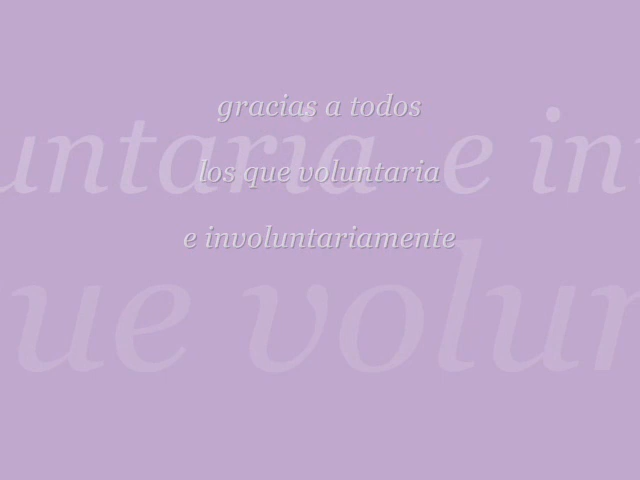 gracias a todos
untaria e in
los que voluntaria
e involuntariamente
ue volun